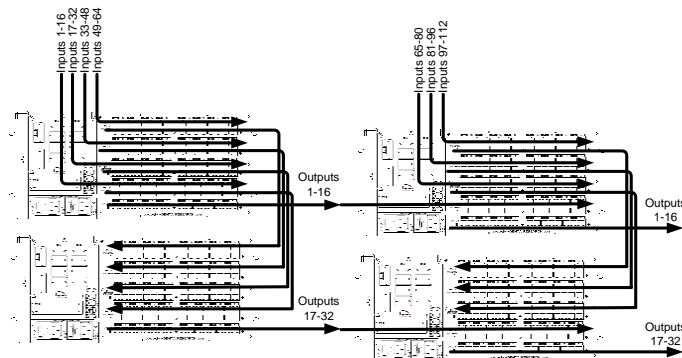 Inputs 1-16
Inputs 17-32
Inputs 33-48
Inputs 49-64
Inputs 65-80
Inputs 81-96
Inputs 97-112
Outputs
1-16
Outputs
1-16
Outputs
17-32
Outputs
17-32